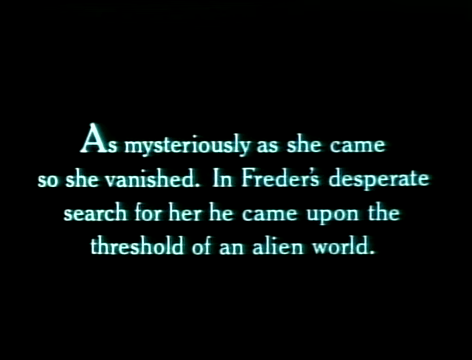 As mysteriously as she came
so she vanished. In Freder's desperate
search for her he came upon the
threshold of an alien world.